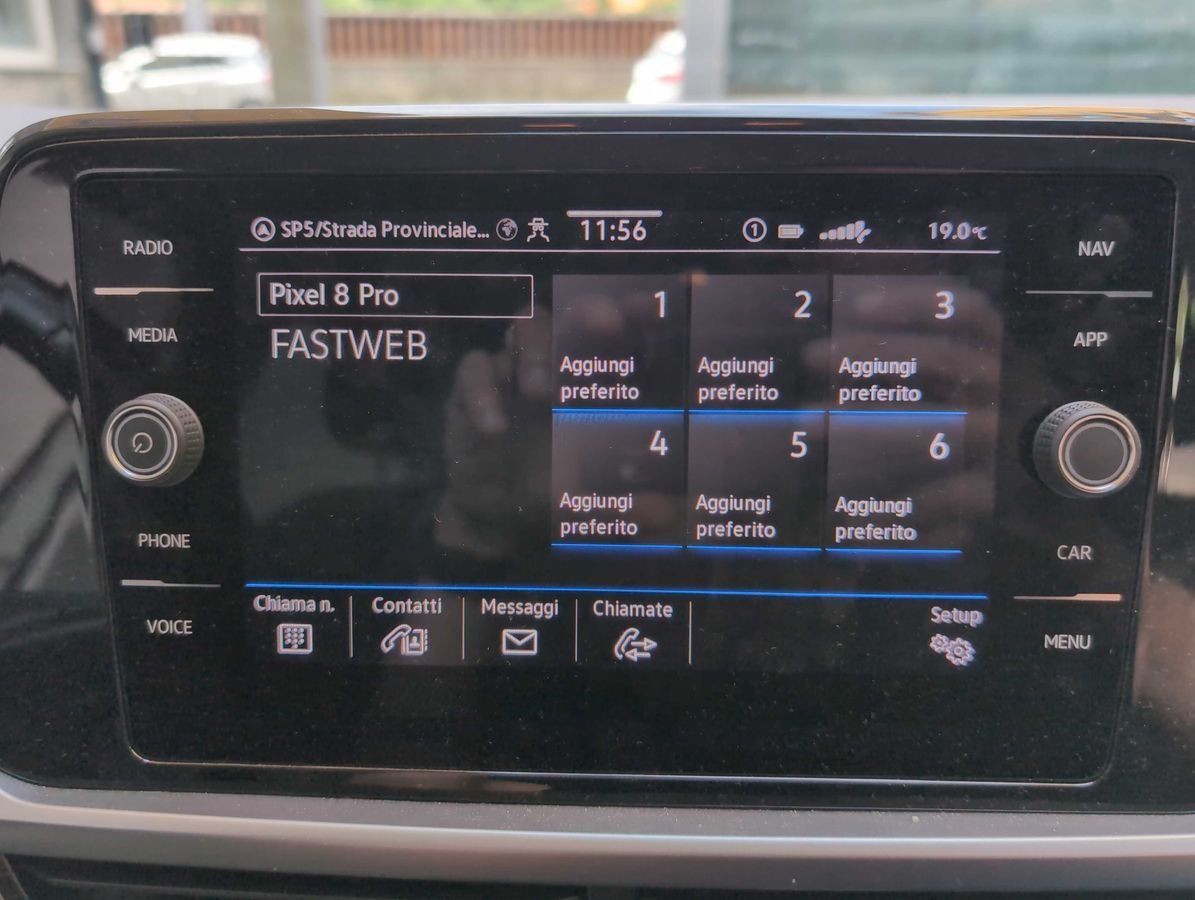 SP5/Strada Provinciale... 11:56 1 19.0°C
RADIO
MEDIA
PHONE
VOICE
Pixel 8 Pro
FASTWEB
1
Aggiungi
preferito
2
Aggiungi
preferito
3
Aggiungi
preferito
4
Aggiungi
preferito
5
Aggiungi
preferito
6
Aggiungi
preferito
Chiama n. Contatti Messaggi Chiamate Setup
NAV
APP
CAR
MENU